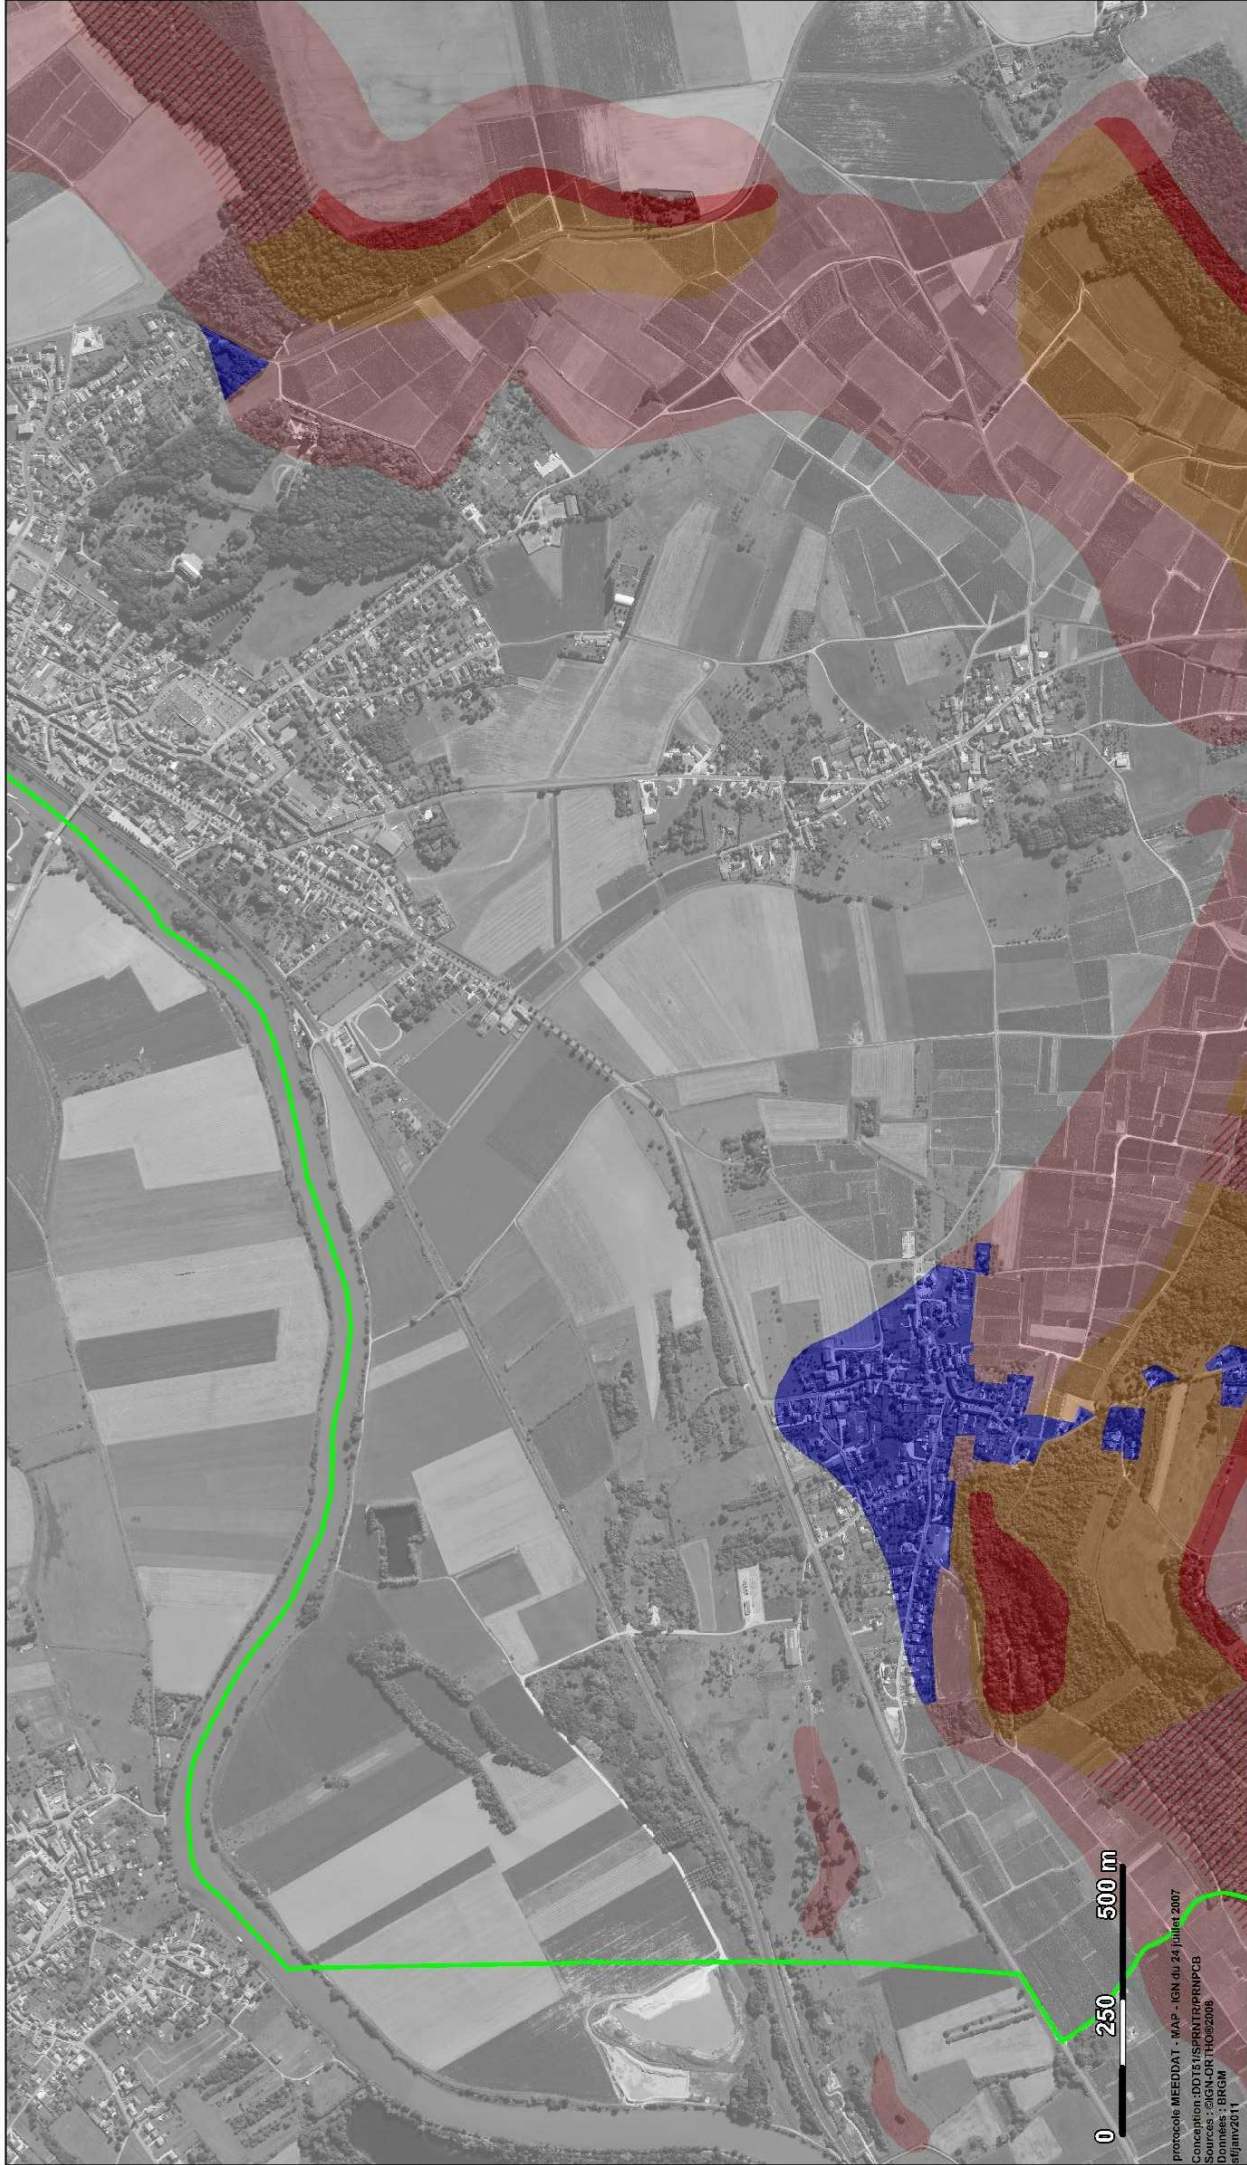 0 250 500 m
protocole MEEDDAT - MAP - IGN du 24 juillet 2007
Conception :DDT51/SPRNTR/PRNPCB
Sources : ©IGN-ORTHO®2006
Données : BRGM
sf/janv2011